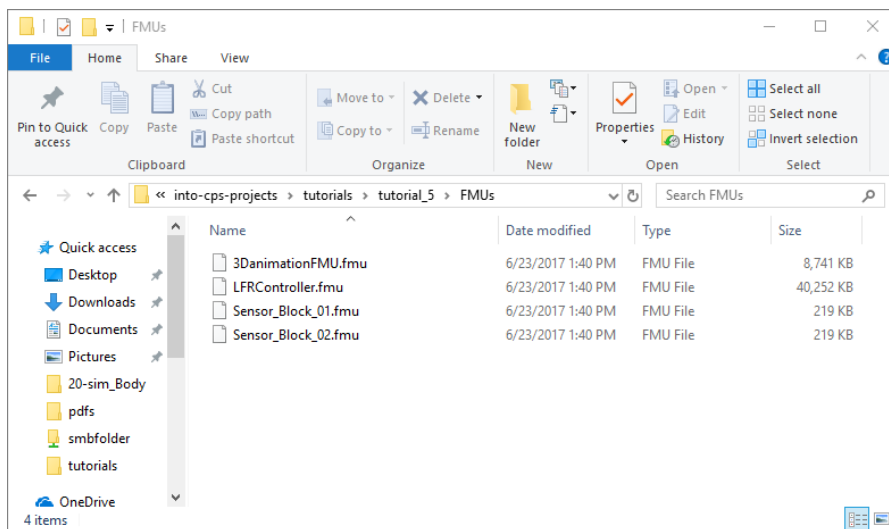 FMUs
File Home Share View
Pin to Quick access
Copy
Paste
Cut
Copy path
Paste shortcut
Clipboard
Move to
Copy to
Delete
Rename
Organize
New folder
New
Properties
Open
Edit
History
Open
Select all
Select none
Invert selection
Select
« into-cps-projects > tutorials > tutorial_5 > FMUs
Search FMUs
Quick access
Desktop
Downloads
Documents
Pictures
20-sim_Body
pdfs
smbfolder
tutorials
OneDrive
Name Date modified Type Size
3DanimationFMU.fmu 6/23/2017 1:40 PM FMU File 8,741 KB
LFRController.fmu 6/23/2017 1:40 PM FMU File 40,252 KB
Sensor_Block_01.fmu 6/23/2017 1:40 PM FMU File 219 KB
Sensor_Block_02.fmu 6/23/2017 1:40 PM FMU File 219 KB
4 items